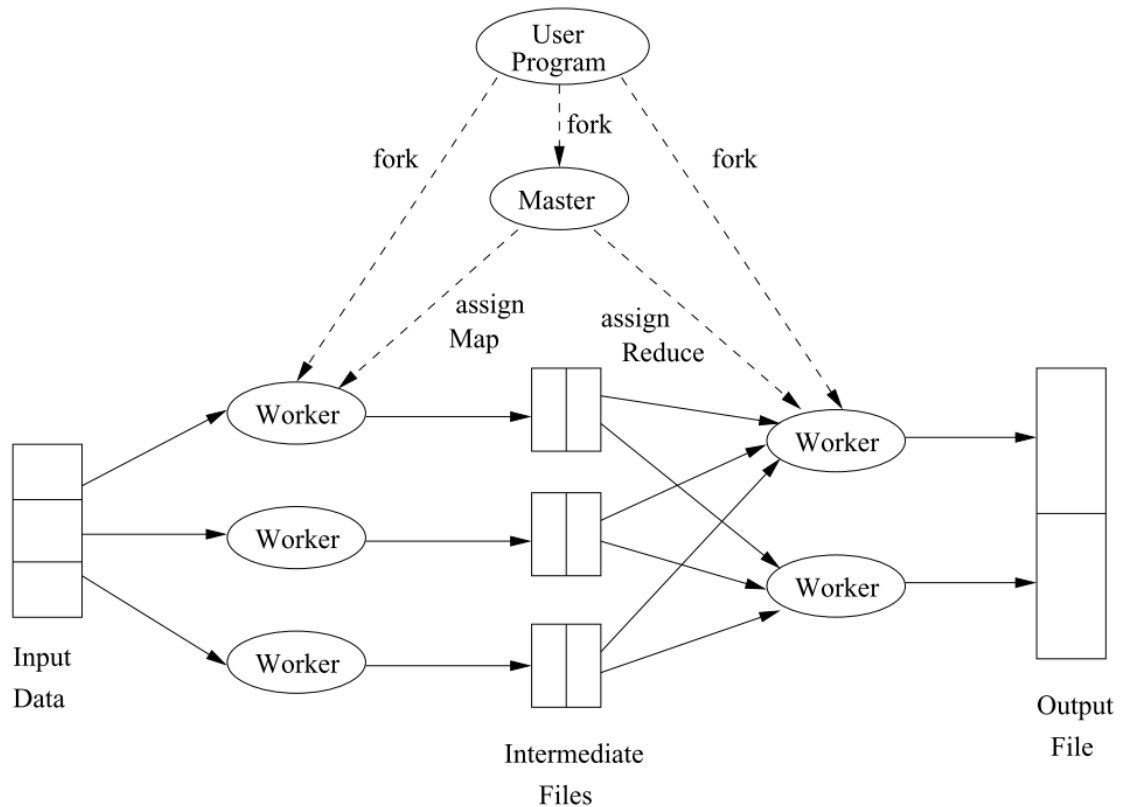 User
Program
fork
fork
fork
Master
assign
Map
assign
Reduce
Worker
Worker
Worker
Worker
Worker
Input
Data
Intermediate
Files
Output
File